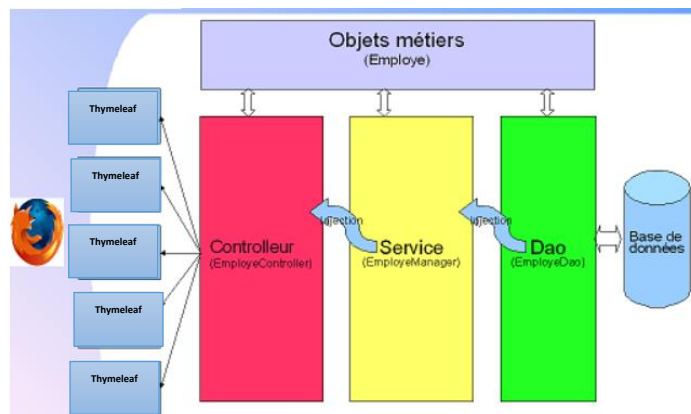 Objets métiers
(Employe)
Thymeleaf
Thymeleaf
Thymeleaf
Thymeleaf
Thymeleaf
Controlleur
(EmployeController)
Injection
Service
(EmployeManager)
Injection
Dao
(EmployeDao)
Base de
données